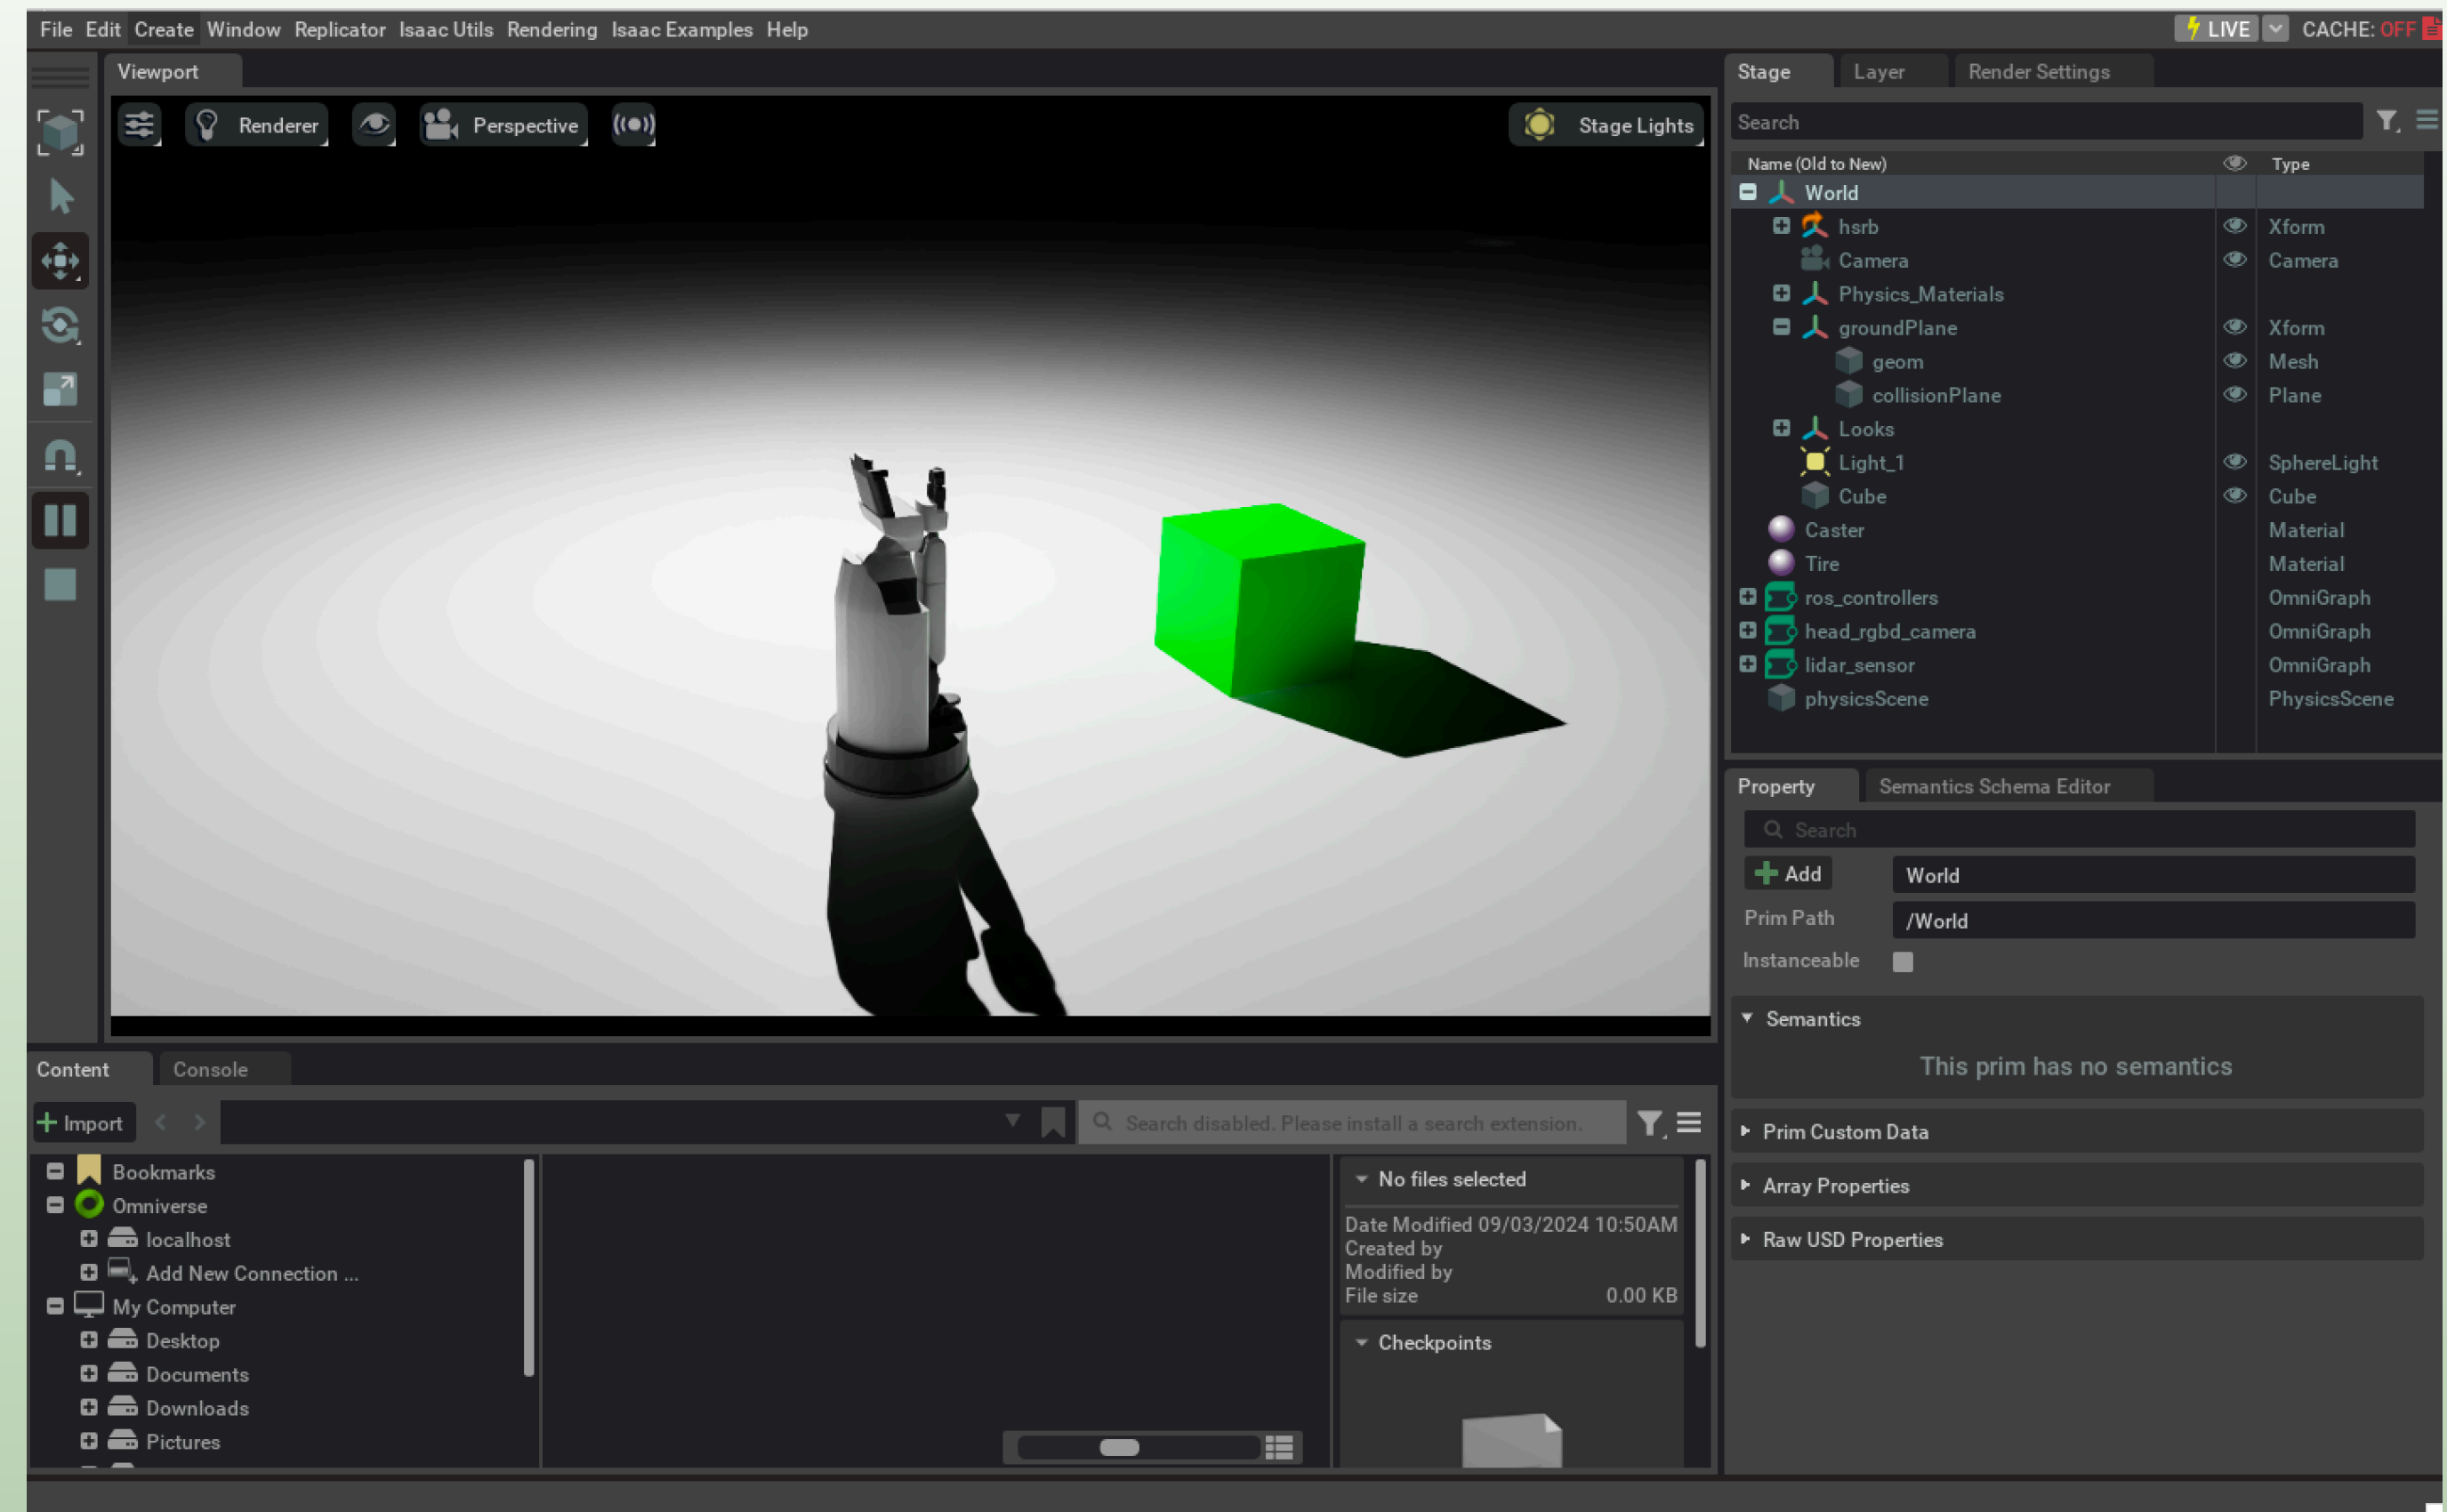 File Edit Create Window Replicator Isaac Utils Rendering Isaac Examples Help
LIVE CACHE: OFF
Viewport
Renderer Perspective Stage Lights
Stage Layer Render Settings
Search
Name (Old to New) Type
World
hsrb Xform
Camera Camera
Physics_Materials
groundPlane Xform
geom Mesh
collisionPlane Plane
Looks
Light_1 SphereLight
Cube Cube
Caster Material
Tire Material
ros_controllers OmniGraph
head_rgbd_camera OmniGraph
lidar_sensor OmniGraph
physicsScene PhysicsScene
Property Semantics Schema Editor
Search
Add World
Prim Path /World
Instanceable
Semantics
This prim has no semantics
Prim Custom Data
Array Properties
Raw USD Properties
Content Console
Import Search disabled. Please install a search extension.
Bookmarks
Omniverse
localhost
Add New Connection ...
My Computer
Desktop
Documents
Downloads
Pictures
No files selected
Date Modified 09/03/2024 10:50AM
Created by
Modified by
File size 0.00 KB
Checkpoints